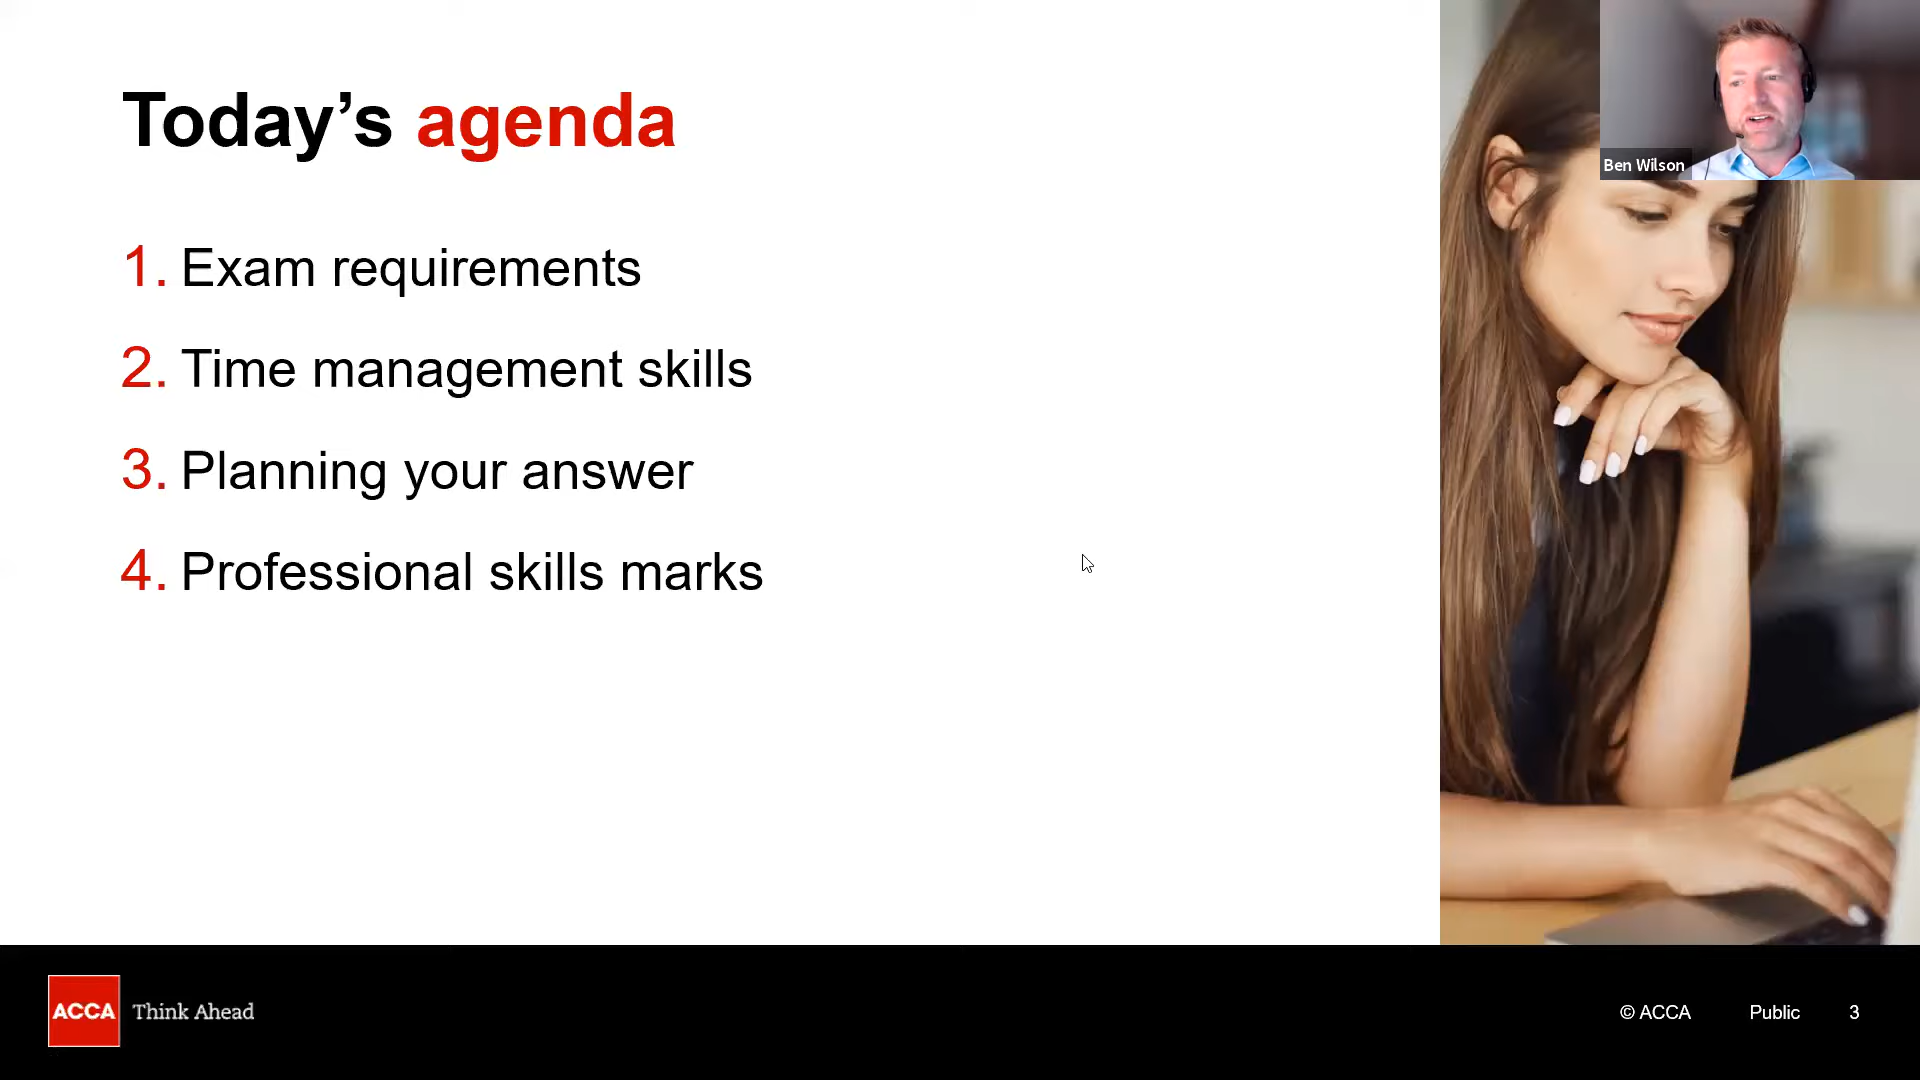 Today’s agenda
1. Exam requirements
2. Time management skills
3. Planning your answer
4. Professional skills marks
Ben Wilson
ACCA Think Ahead
© ACCA Public 3